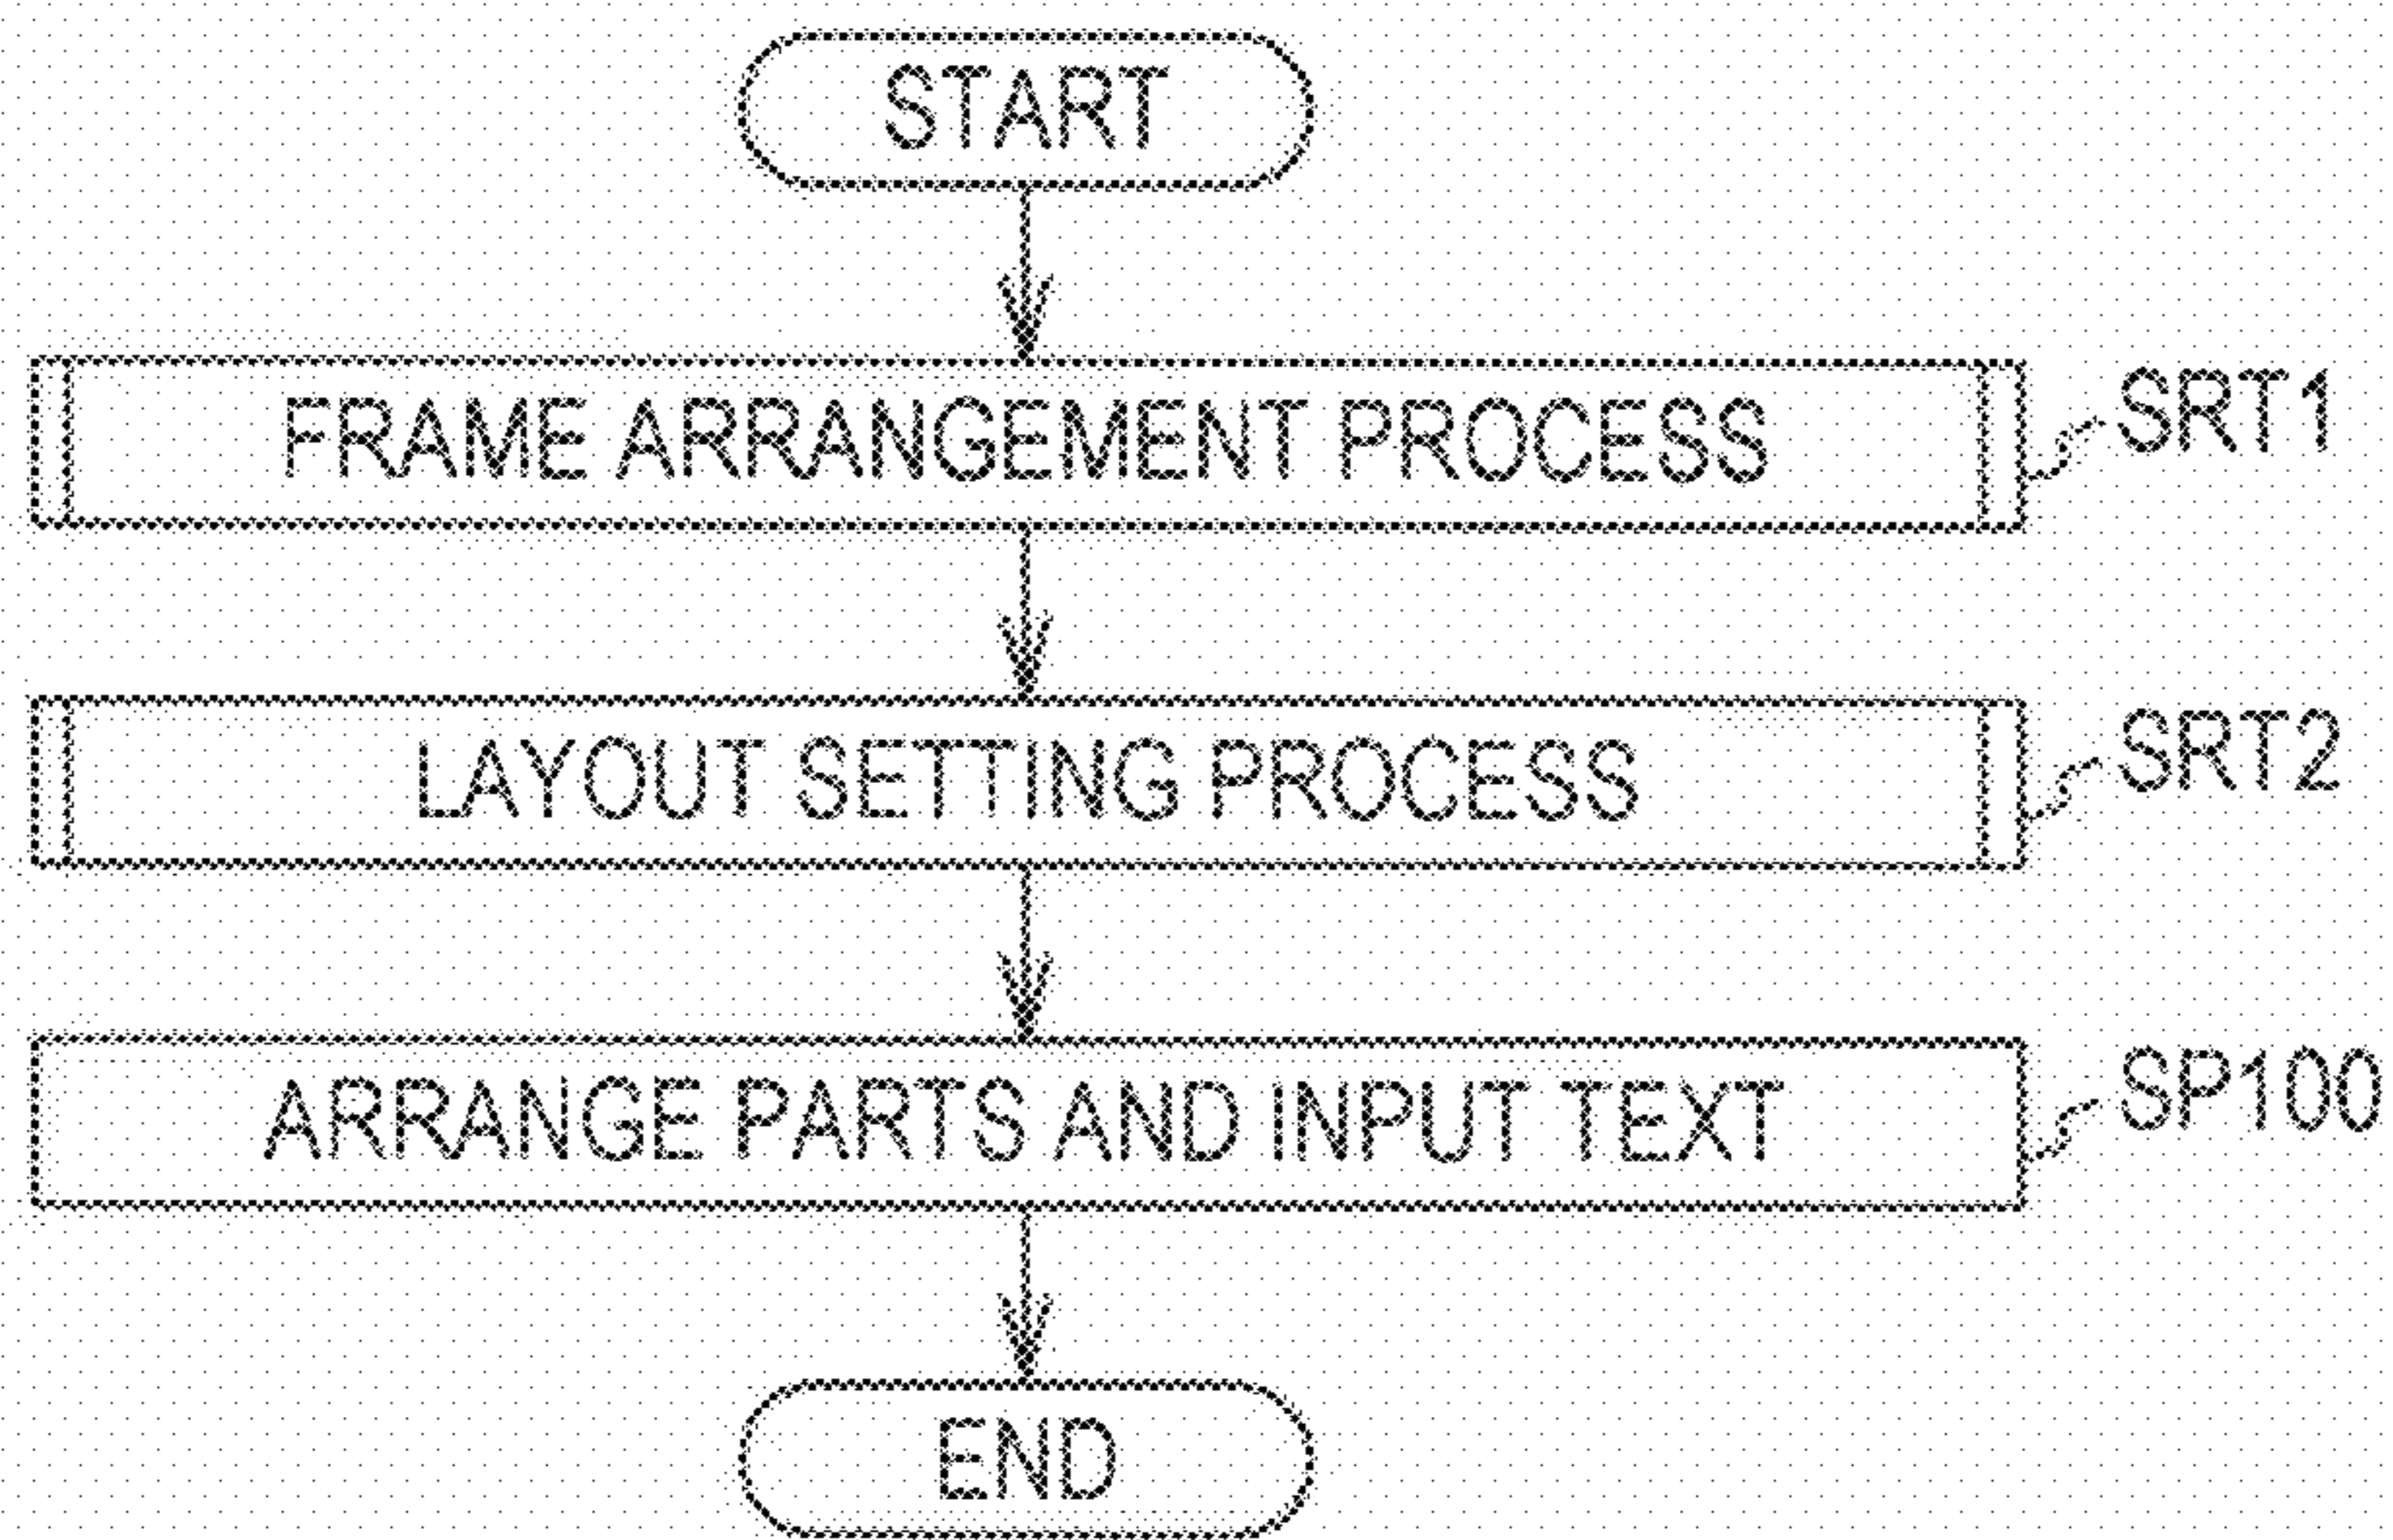 START
FRAME ARRANGEMENT PROCESS
SRT1
LAYOUT SETTING PROCESS
SRT2
ARRANGE PARTS AND INPUT TEXT
SP100
END